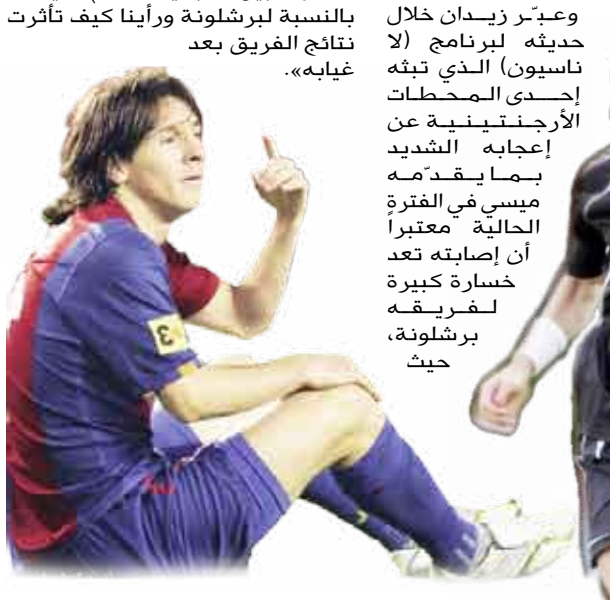 وعبّر زيدان خلال
حديثه لبرنامج (لا
ناسيون) الذي تبثه
إحدى المحطات
الأرجنتينية عن
إعجابه الشديد
بما يقدّمه
ميسي في الفترة
الحالية معتبراً
أن إصابته تعد
خسارة كبيرة
لفريقه
برشلونة،
حيث
بالنسبة لبرشلونة ورأينا كيف تأثرت
نتائج الفريق بعد
غيابه».
3